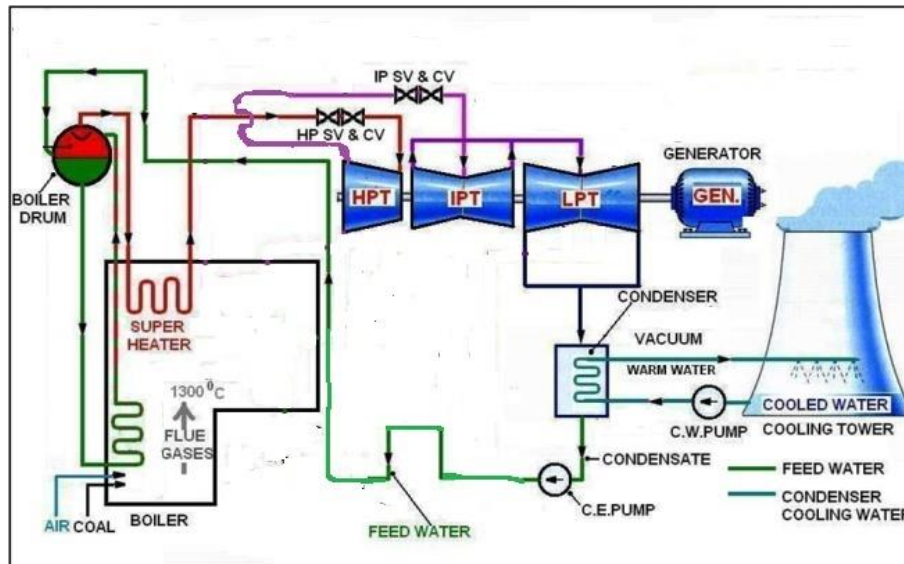 IP SV & CV
HP SV & CV
GENERATOR
BOILER
DRUM
HPT
IPT
LPT
GEN.
SUPER
HEATER
CONDENSER
VACUUM
WARM WATER
1300 0C
FLUE
GASES
COOLED WATER
C.W.PUMP
COOLING TOWER
CONDENSATE
FEED WATER
CONDENSER
COOLING WATER
AIR
COAL
BOILER
C.E.PUMP
FEED WATER